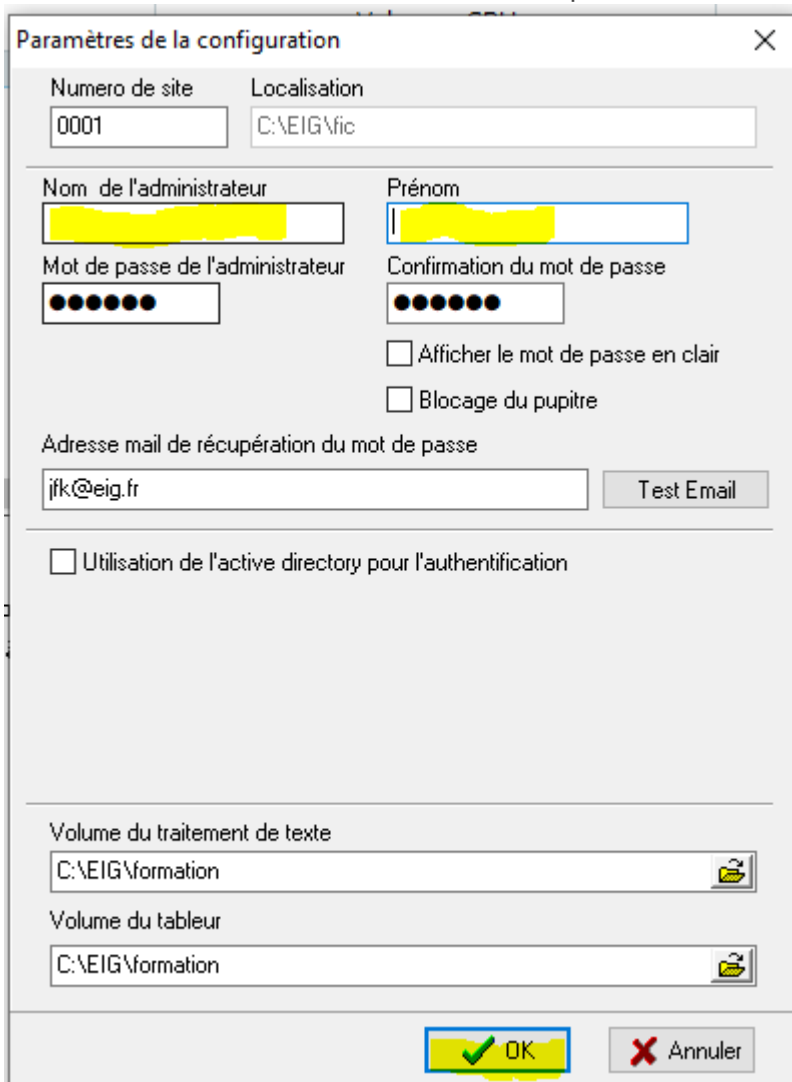 Paramètres de la configuration
Numero de site Localisation
0001 C:\EIG\fic
Nom de l'administrateur Prénom
Mot de passe de l'administrateur Confirmation du mot de passe
●●●●●● ●●●●●●
Afficher le mot de passe en clair
Blocage du pupitre
Adresse mail de récupération du mot de passe
jfk@eig.fr Test Email
Utilisation de l'active directory pour l'authentification
Volume du traitement de texte
C:\EIG\formation
Volume du tableur
C:\EIG\formation
OK Annuler